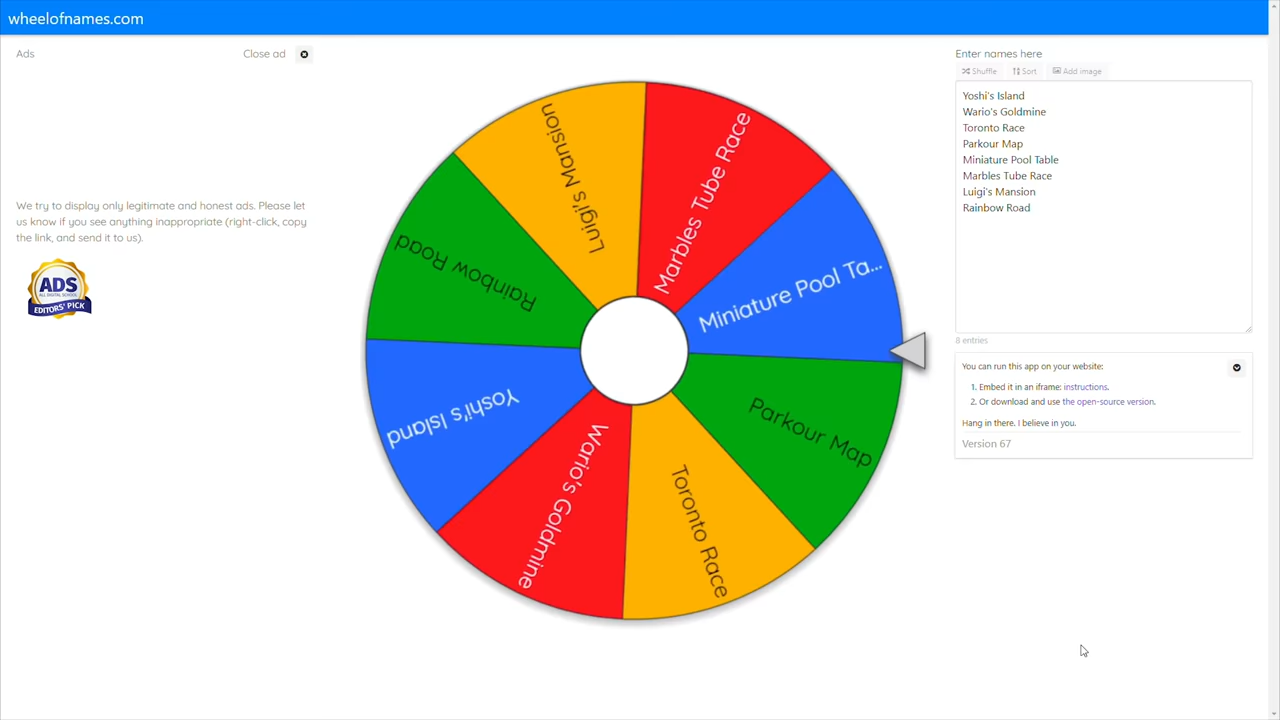 wheelofnames.com
Ads
Close ad
We try to display only legitimate and honest ads. Please let
us know if you see anything inappropriate (right-click, copy
the link, and send it to us).
ADS
ALL DIGITAL SCHOOL
EDITORS' PICK
Luigi's Mansion
Marbles Tube Race
Miniature Pool Ta...
Parkour Map
Toronto Race
Wario's Goldmine
Yoshi's Island
Rainbow Road
Enter names here
Shuffle
Sort
Add image
Yoshi's Island
Wario's Goldmine
Toronto Race
Parkour Map
Miniature Pool Table
Marbles Tube Race
Luigi's Mansion
Rainbow Road
8 entries
You can run this app on your website:
1. Embed it in an iframe: instructions.
2. Or download and use the open-source version.
Hang in there. I believe in you.
Version 67